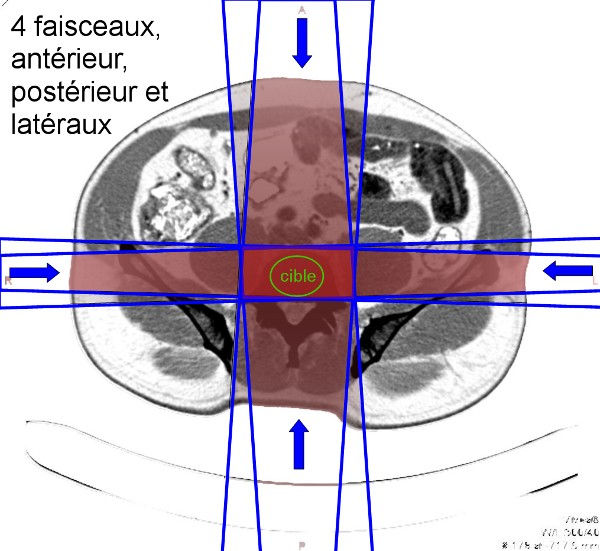 4 faisceaux,
antérieur,
postérieur et
latéraux
A
R
cible
L
P